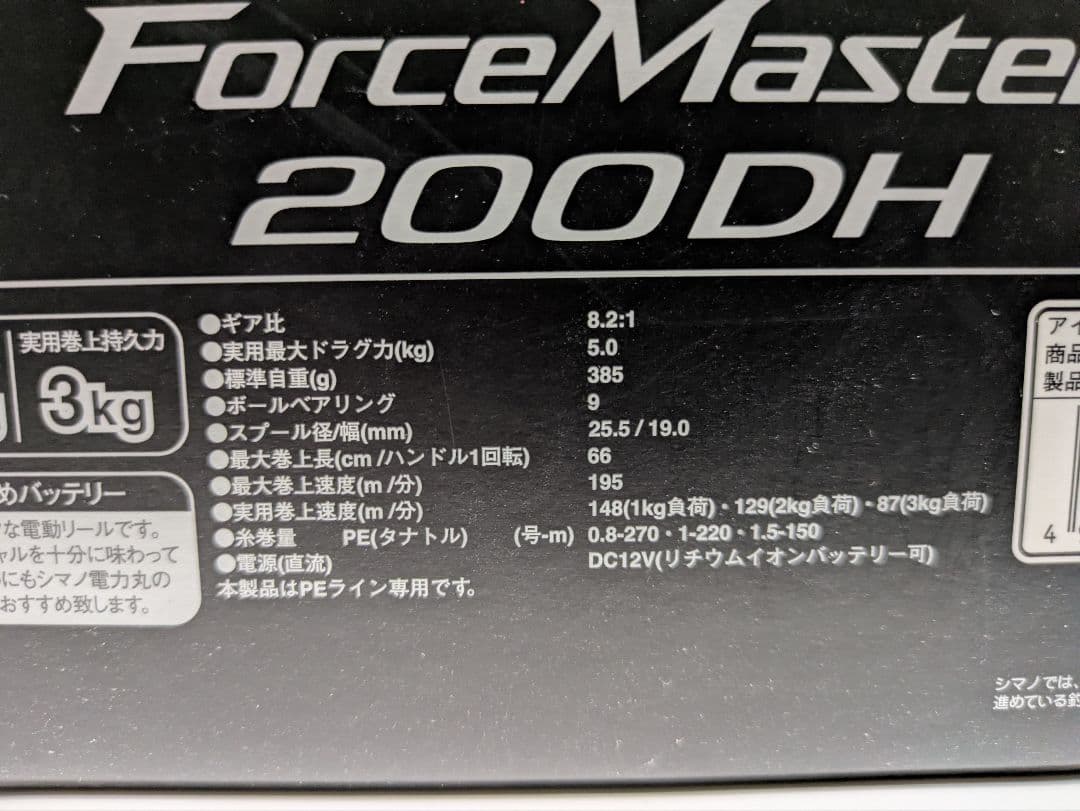 ForceMaste
200DH
実用巻上持久力
3kg
めバッテリー
な電動リールです。
ャルを十分に味わって
にもシマノ電力丸の
おすすめ致します。
●ギア比 8.2:1
●実用最大ドラグ力(kg) 5.0
●標準自重(g) 385
●ボールベアリング 9
●スプール径/幅(mm) 25.5 / 19.0
●最大巻上長(cm /ハンドル1回転) 66
●最大巻上速度(m /分) 195
●実用巻上速度(m /分) 148(1kg負荷)・129(2kg負荷)・87(3kg負荷)
●糸巻量 PE(タナトル) (号-m) 0.8-270・1-220・1.5-150
●電源(直流) DC12V(リチウムイオンバッテリー可)
本製品はPEライン専用です。
アイ
商品
製品
4
シマノでは、
進めている釣